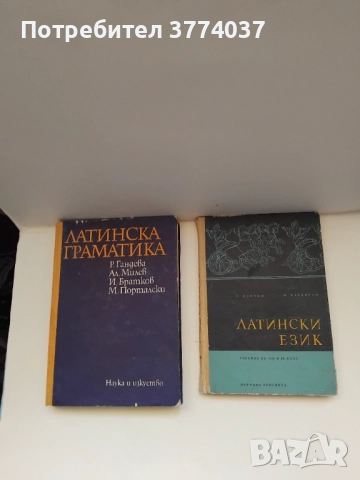 Потребител 3774037
ЛАТИНСКА
ГРАМАТИКА
Р. Гандева
Ал. Милев
И. Братков
М. Порталски
Наука и изкуство
ЛАТИНСКИ
ЕЗИК
НАРОДНА ПРОСВЕТА
BAZAR